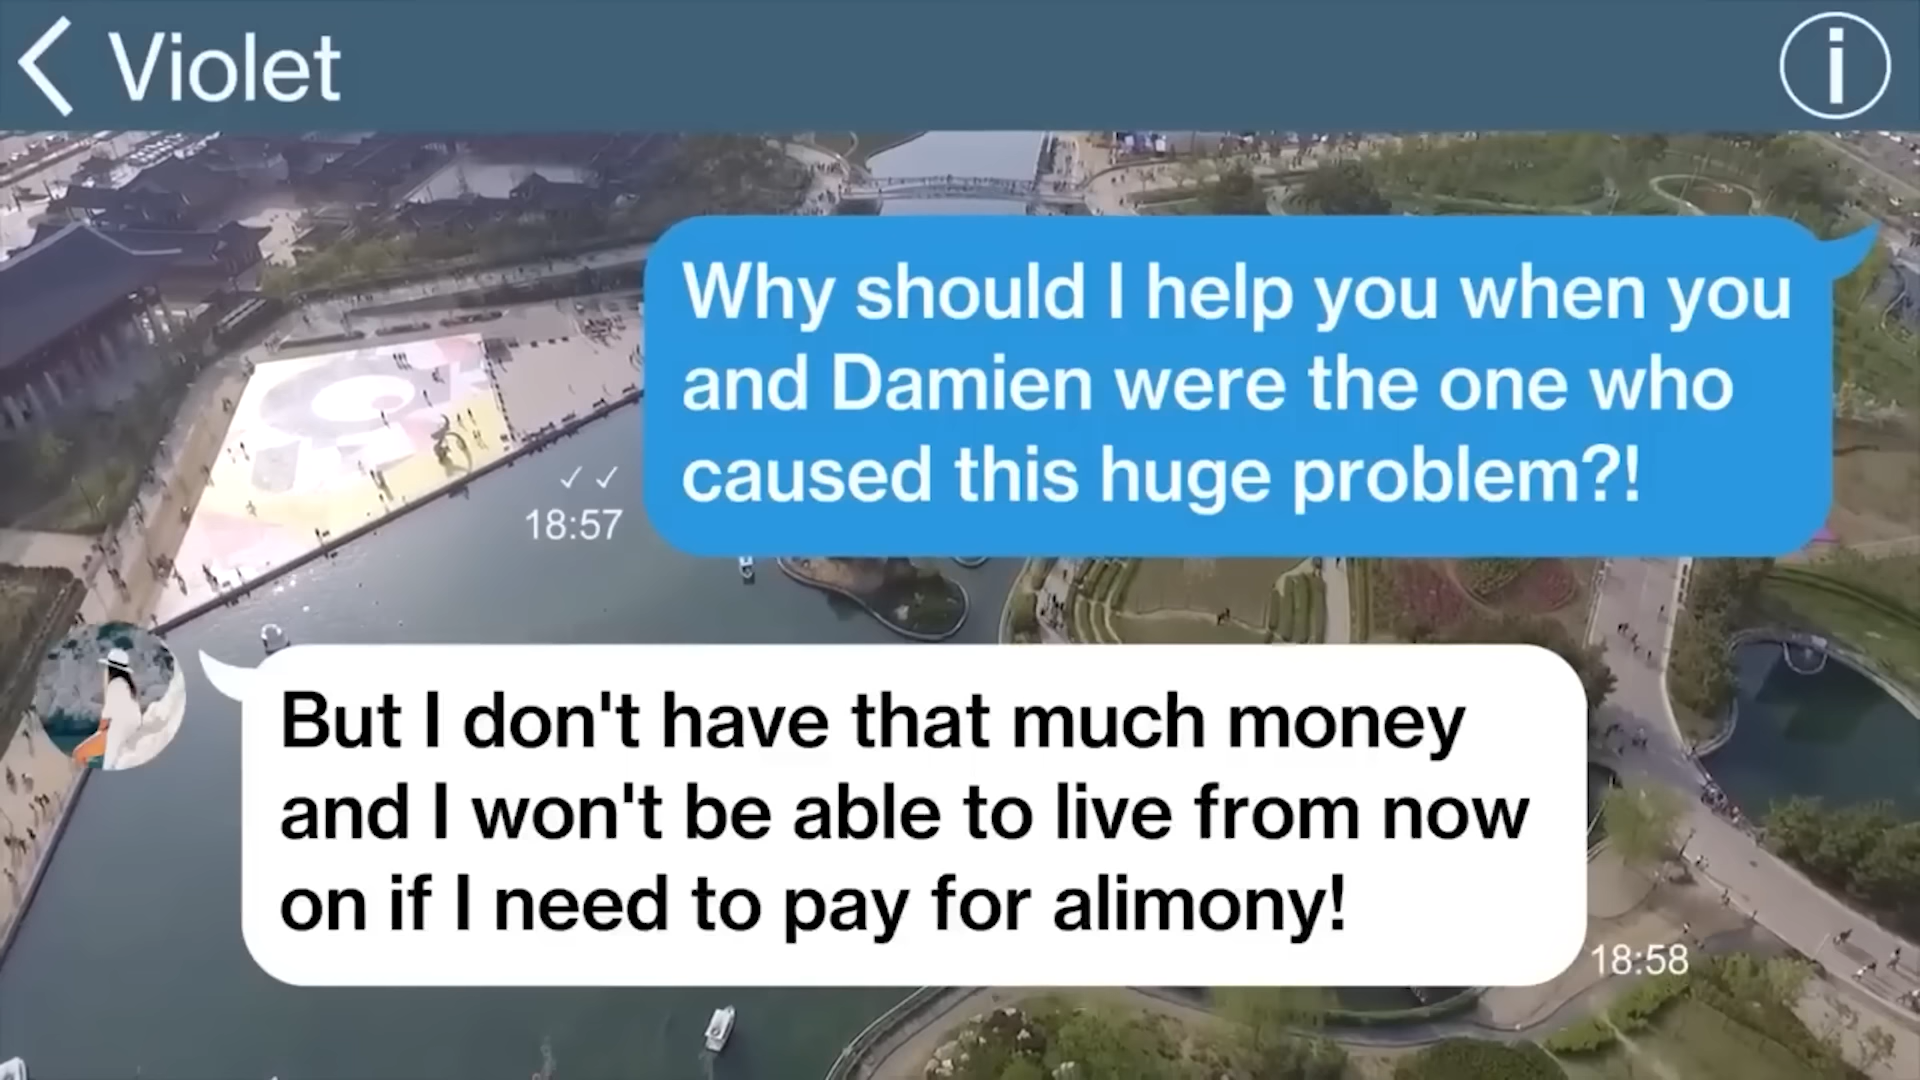 Violet
Why should I help you when you
and Damien were the one who
caused this huge problem?!
18:57
But I don't have that much money
and I won't be able to live from now
on if I need to pay for alimony!
18:58